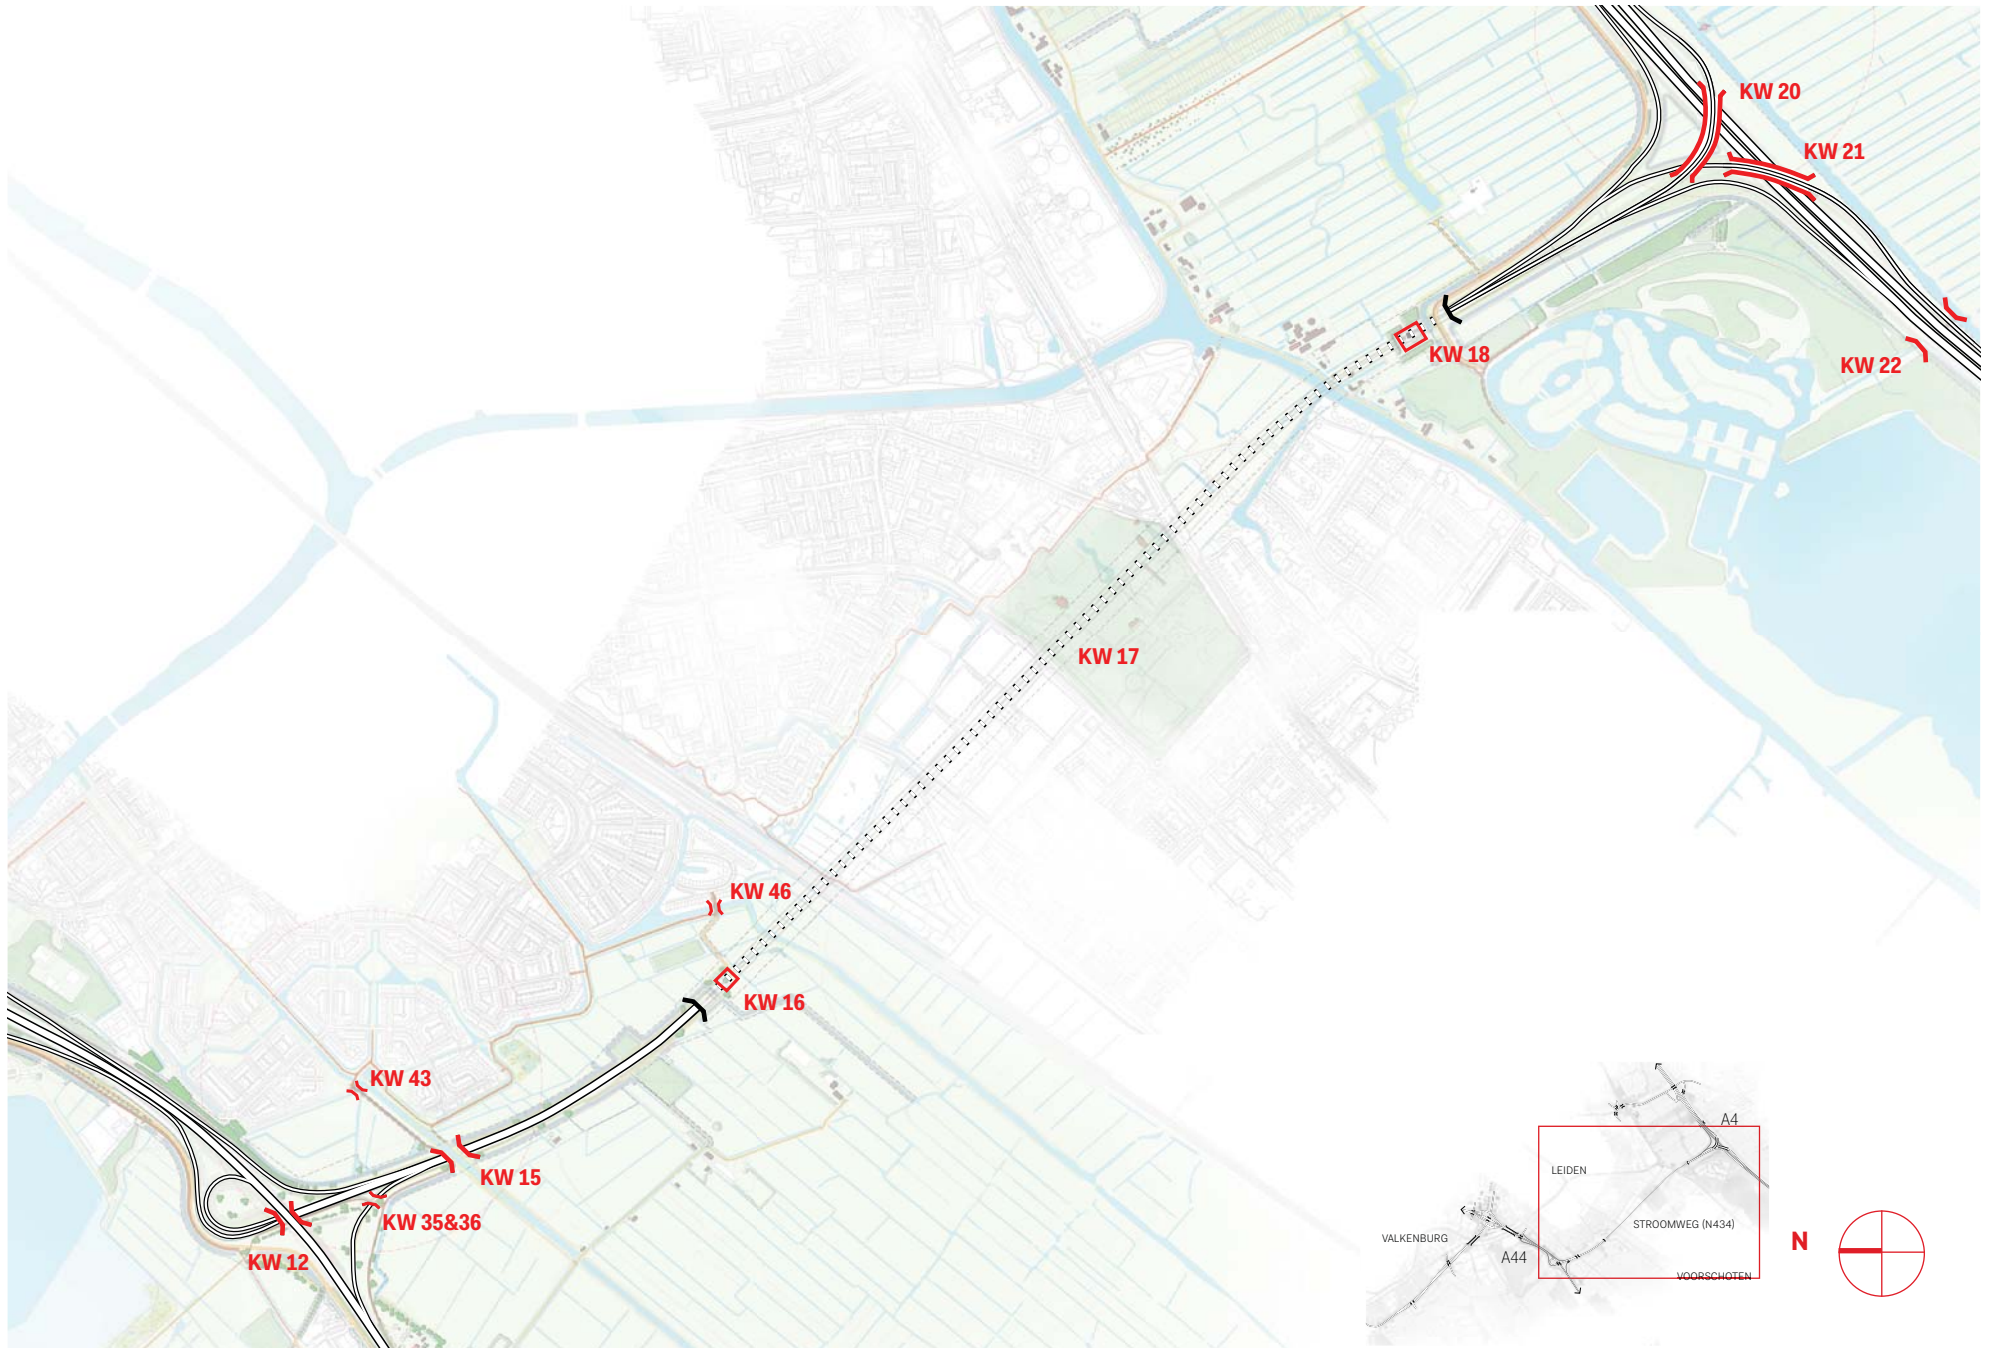 KW 20
KW 21
KW 18
KW 22
KW 17
KW 46
KW 16
KW 43
KW 15
KW 35&36
KW 12
A4
LEIDEN
STROOMWEG (N434)
VALKENBURG
A44
VOORSCHOTEN
N